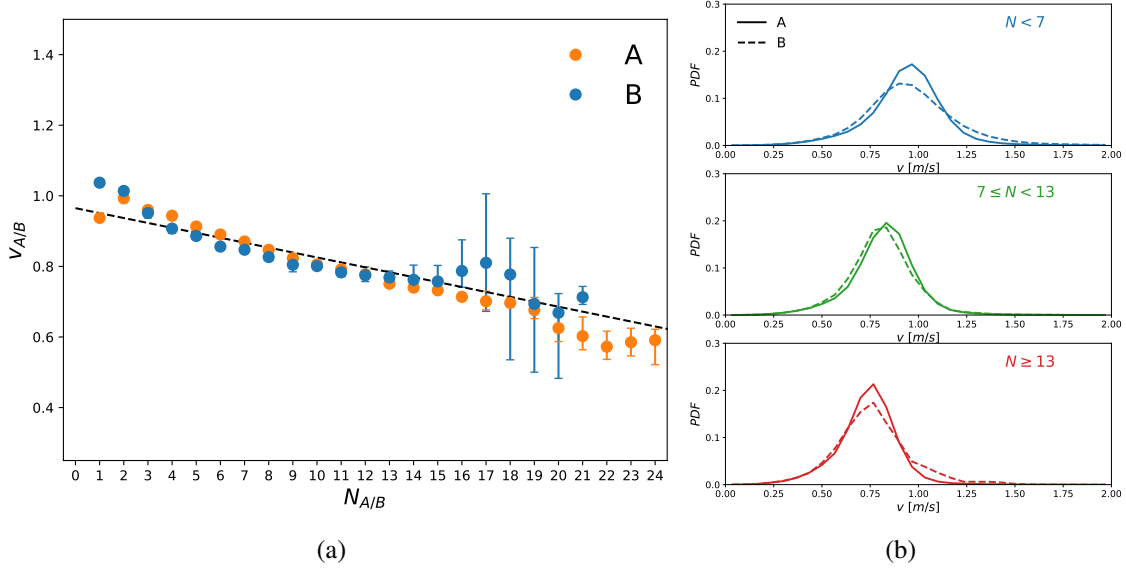 1.4
1.2
1.0
0.8
0.6
0.4
V_{A/B}
A
B
0 1 2 3 4 5 6 7 8 9 10 11 12 13 14 15 16 17 18 19 20 21 22 23 24
N_{A/B}
(a)
0.3
0.2
0.1
0.0
PDF
A
B
N < 7
0.00 0.25 0.50 0.75 1.00 1.25 1.50 1.75 2.00
v [m/s]
0.3
0.2
0.1
0.0
PDF
7 ≤ N < 13
0.00 0.25 0.50 0.75 1.00 1.25 1.50 1.75 2.00
v [m/s]
0.3
0.2
0.1
0.0
PDF
N ≥ 13
0.00 0.25 0.50 0.75 1.00 1.25 1.50 1.75 2.00
v [m/s]
(b)